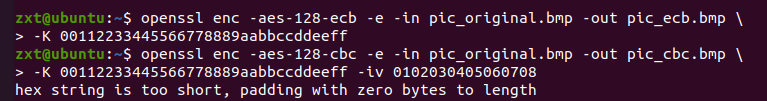 zxt@ubuntu:~$ openssl enc -aes-128-ecb -e -in pic_original.bmp -out pic_ecb.bmp \
> -K 00112233445566778889aabbccddeeff
zxt@ubuntu:~$ openssl enc -aes-128-cbc -e -in pic_original.bmp -out pic_cbc.bmp \
> -K 00112233445566778889aabbccddeeff -iv 0102030405060708
hex string is too short, padding with zero bytes to length